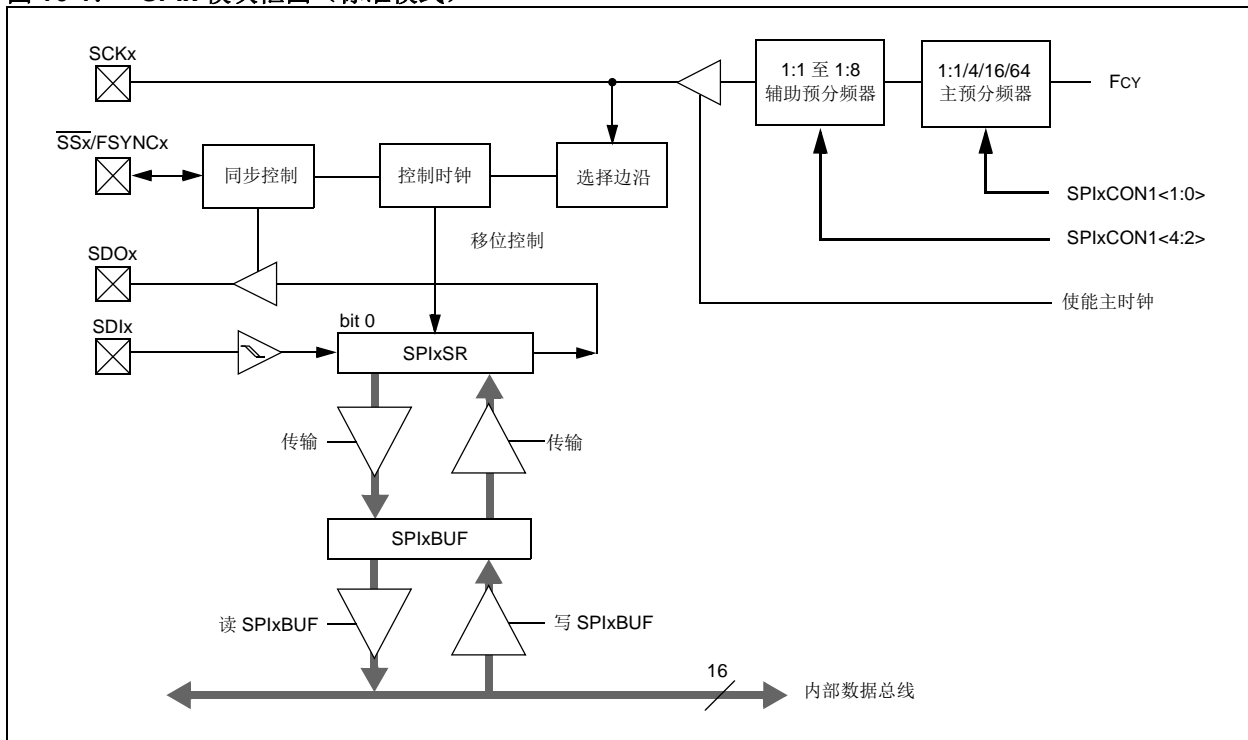 SCKx
1:1 至 1:8
辅助预分频器
1:1/4/16/64
主预分频器
FCY
SSx/FSYNCx
同步控制
控制时钟
选择边沿
SPIxCON1<1:0>
SPIxCON1<4:2>
移位控制
SDOx
使能主时钟
SDIx
bit 0
SPIxSR
传输
传输
SPIxBUF
读 SPIxBUF
写 SPIxBUF
16
内部数据总线